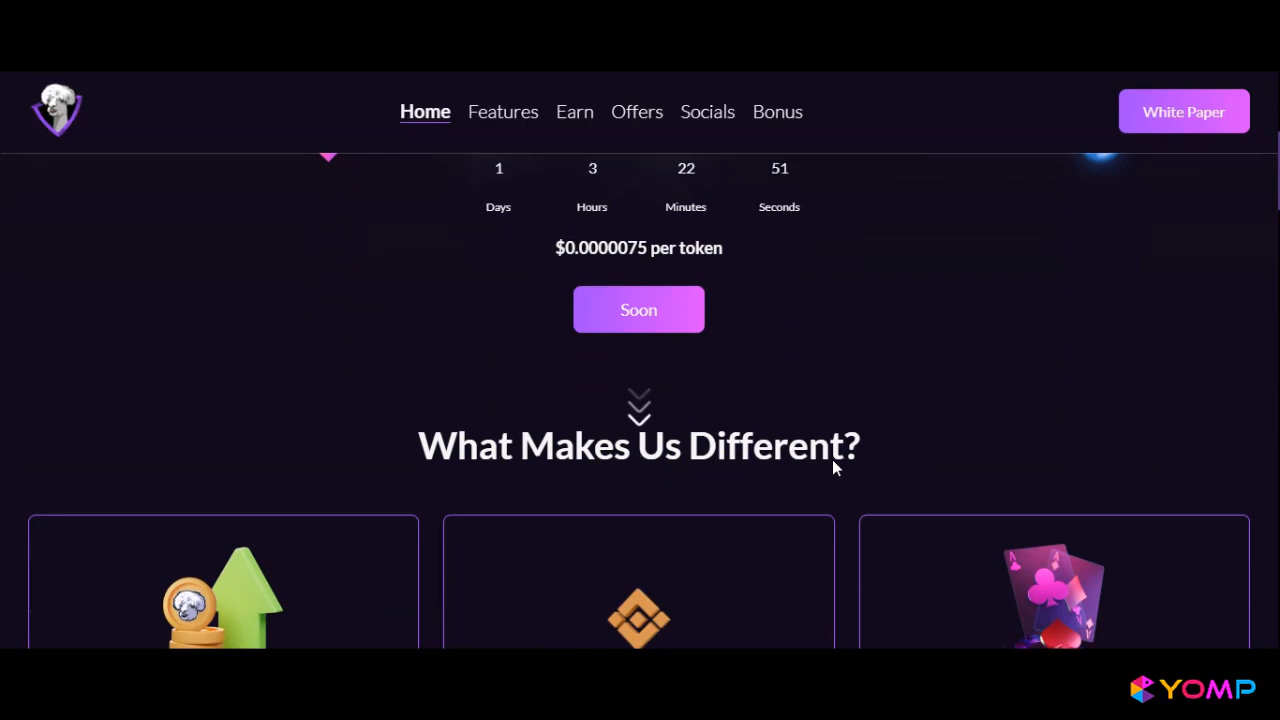 Home Features Earn Offers Socials Bonus
White Paper
1 3 22 51
Days Hours Minutes Seconds
$0.0000075 per token
Soon
What Makes Us Different?
A A
A
YOMP